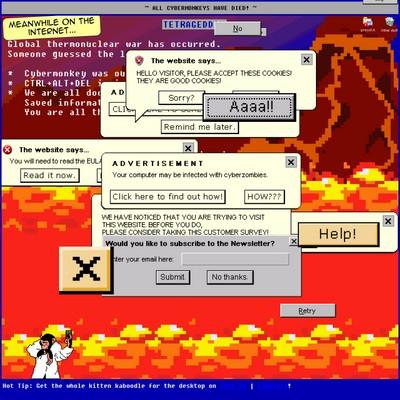 ~ ALL CYBERMONKEYS HAVE DIED! ~
MEANWHILE ON THE
INTERNET...
TETRAGEDD
No
Global thermonuclear war has occurred.
Someone guessed the l
* Cybermonkey was ou
* CTRL+ALT+DEL i
* We are all do
Saved informat
You are all th
The website says...
HELLO VISITOR, PLEASE ACCEPT THESE COOKIES!
THEY ARE GOOD COOKIES!
Sorry?
Aaaa!!
Remind me later.
The website says...
You will need to read the EULA
Read it now.
ADVERTISEMENT
Your computer may be infected with cyberzombies.
Click here to find out how!
HOW???
WE HAVE NOTICED THAT YOU ARE TRYING TO VISIT
THIS WEBSITE. BEFORE YOU DO,
PLEASE CONSIDER TAKING THIS CUSTOMER SURVEY!
Help!
Would you like to subscribe to the Newsletter?
nter your email here:
Submit.
No thanks.
Retry
Hot Tip: Get the whole kitten kaboodle for the desktop on